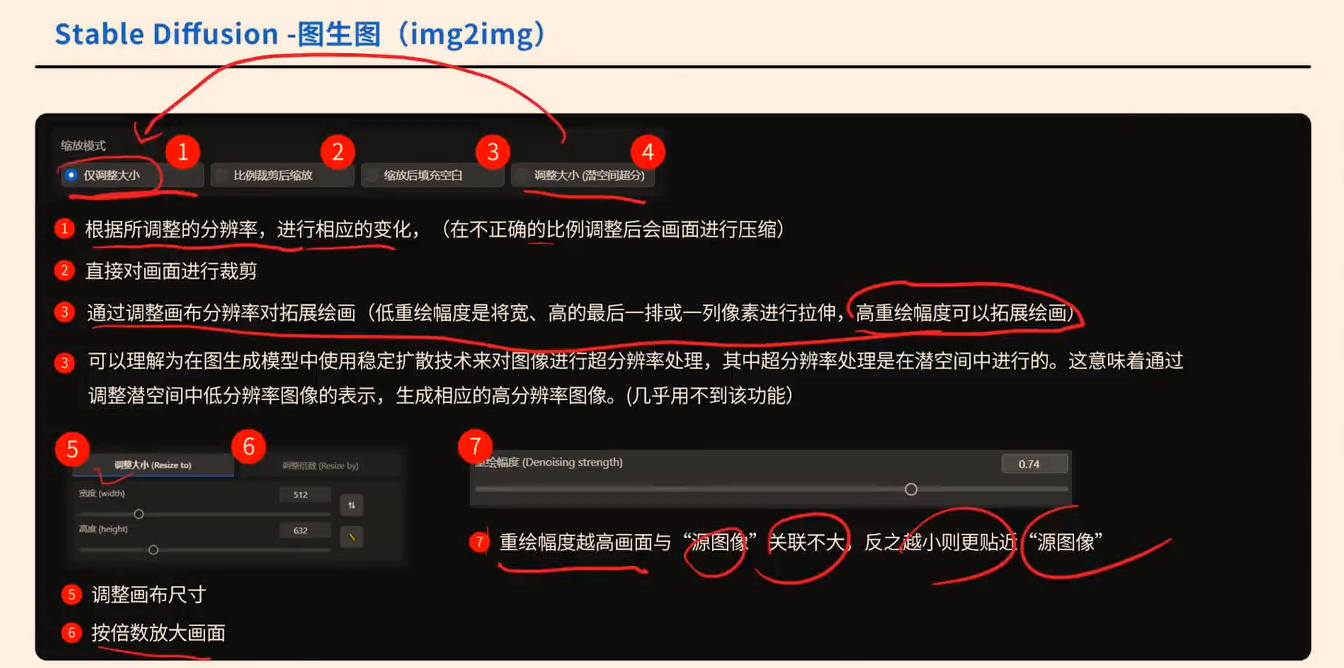 Stable Diffusion -图生图（img2img）
缩放模式
1 2 3 4
仅调整大小 比例裁剪后缩放 缩放后填充空白 调整大小 (潜空间超分)
1 根据所调整的分辨率，进行相应的变化，（在不正确的比例调整后会画面进行压缩）
2 直接对画面进行裁剪
3 通过调整画布分辨率对拓展绘画（低重绘幅度是将宽、高的最后一排或一列像素进行拉伸，高重绘幅度可以拓展绘画）
3 可以理解为在图生成模型中使用稳定扩散技术来对图像进行超分辨率处理，其中超分辨率处理是在潜空间中进行的。这意味着通过
调整潜空间中低分辨率图像的表示，生成相应的高分辨率图像。(几乎用不到该功能）
5 6
调整大小 (Resize to) 调整倍数 (Resize by)
宽度 (width) 512
高度 (height) 632
7
重绘幅度 (Denoising strength) 0.74
7 重绘幅度越高画面与“源图像”关联不大，反之越小则更贴近“源图像”
5 调整画布尺寸
6 按倍数放大画面